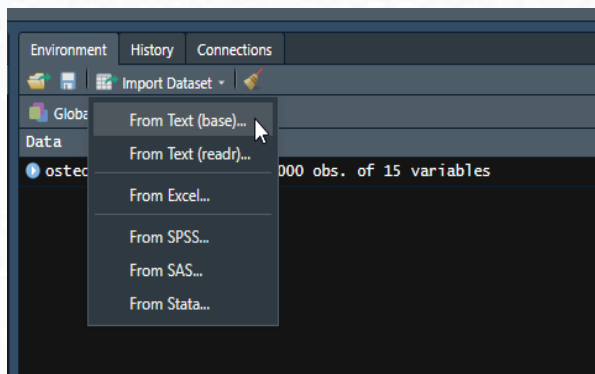 Environment History Connections
Import Dataset
Globa
From Text (base)...
Data
From Text (readr)...
osteo 000 obs. of 15 variables
From Excel...
From SPSS...
From SAS...
From Stata...